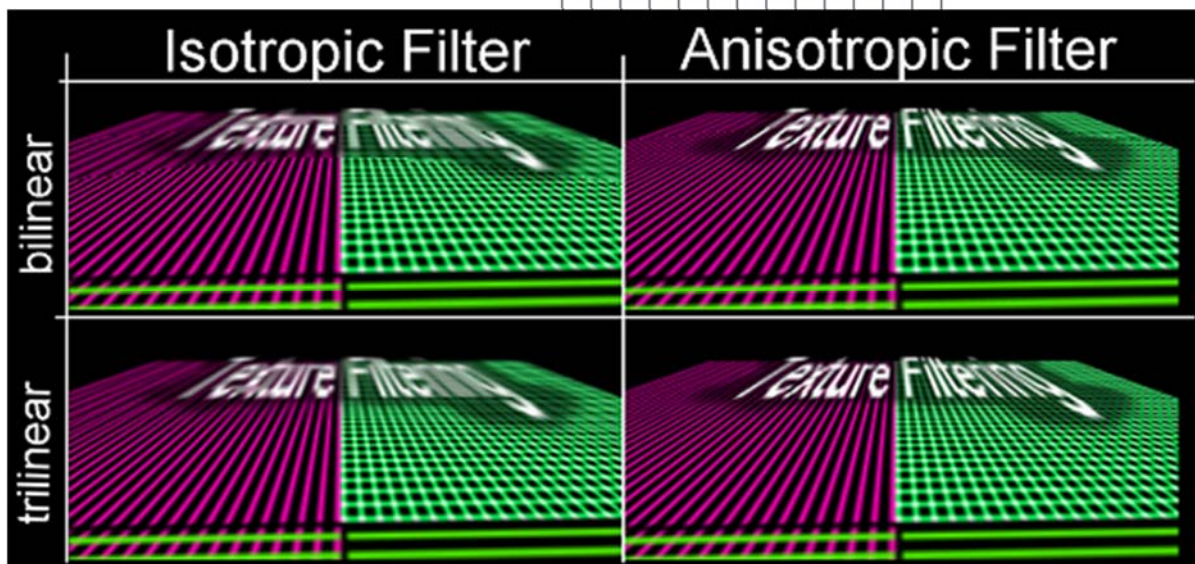 Isotropic Filter
Anisotropic Filter
bilinear
Texture Filtering
Texture Filtering
trilinear
Texture Filtering
Texture Filtering